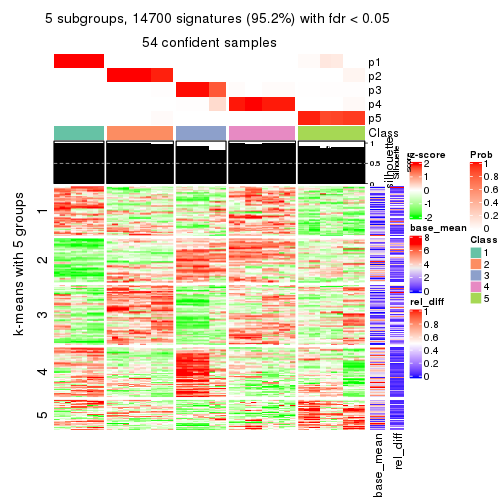 5 subgroups, 14700 signatures (95.2%) with fdr < 0.05
54 confident samples
p1
p2
p3
p4
p5
Class
1
0.5
0
silhouette
Silhouette
k-means with 5 groups
1
2
3
4
5
base_mean
rel_diff
z-score
2
1
0
-1
-2
base_mean
8
6
4
2
0
rel_diff
1
0.8
0.6
0.4
0.2
0
Prob
1
0.8
0.6
0.4
0.2
0
Class
1
2
3
4
5